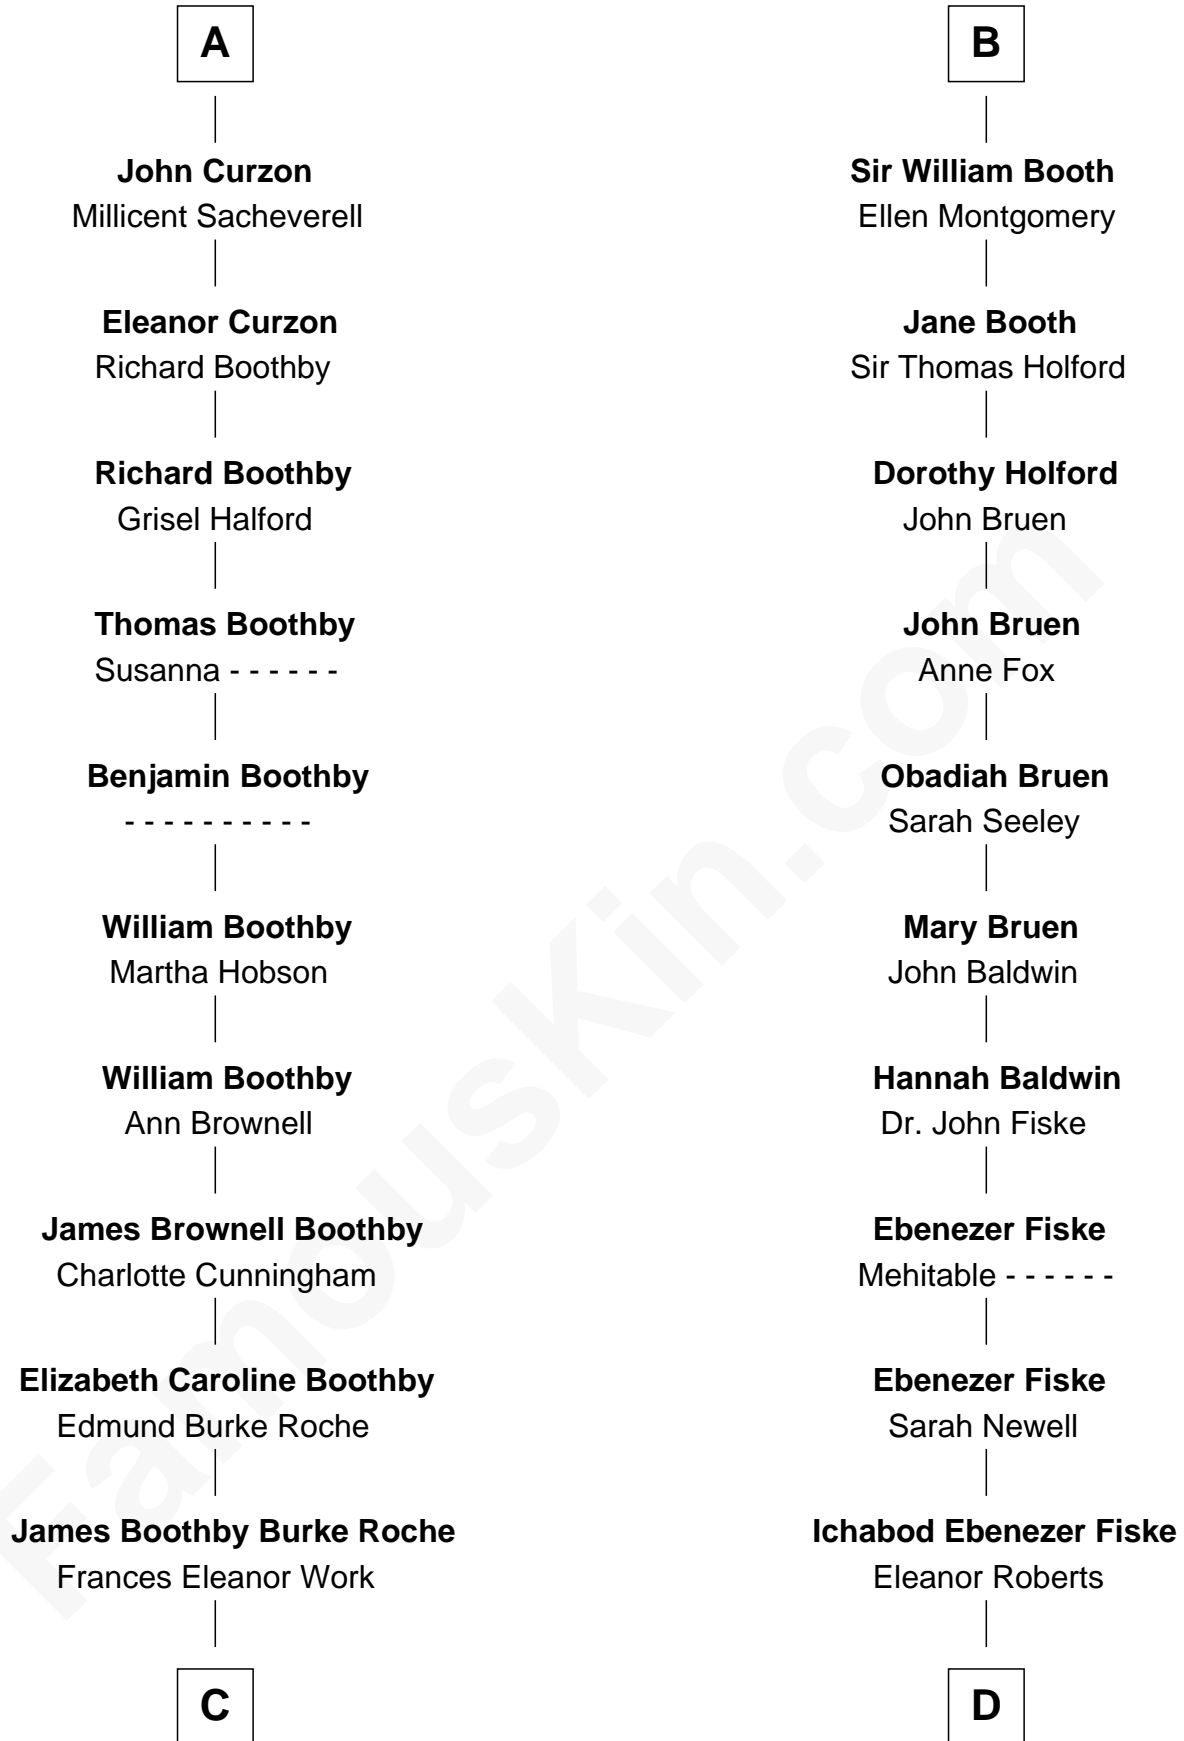 A
John Curzon
Millicent Sacheverell
Eleanor Curzon
Richard Boothby
Richard Boothby
Grisel Halford
Thomas Boothby
Susanna - - - - - -
Benjamin Boothby
- - - - - - - - - -
William Boothby
Martha Hobson
William Boothby
Ann Brownell
James Brownell Boothby
Charlotte Cunningham
Elizabeth Caroline Boothby
Edmund Burke Roche
James Boothby Burke Roche
Frances Eleanor Work
C
B
Sir William Booth
Ellen Montgomery
Jane Booth
Sir Thomas Holford
Dorothy Holford
John Bruen
John Bruen
Anne Fox
Obadiah Bruen
Sarah Seeley
Mary Bruen
John Baldwin
Hannah Baldwin
Dr. John Fiske
Ebenezer Fiske
Mehitable - - - - - -
Ebenezer Fiske
Sarah Newell
Ichabod Ebenezer Fiske
Eleanor Roberts
D
FamousKin.com